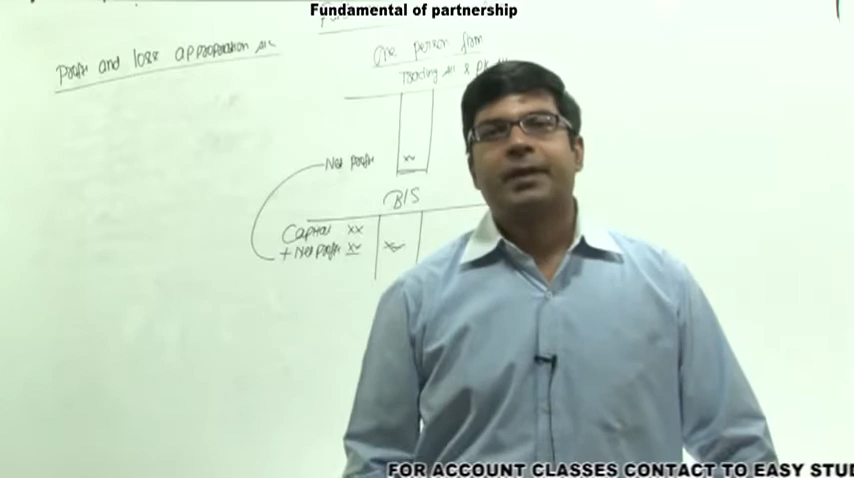 Fundamental of partnership
Profit and loss appropriation a/c
One person firm
Trading a/c & P/L
Net profit xx
B/S
Capital xx
+ Net profit xx xx
FOR ACCOUNT CLASSES CONTACT TO EASY STUD